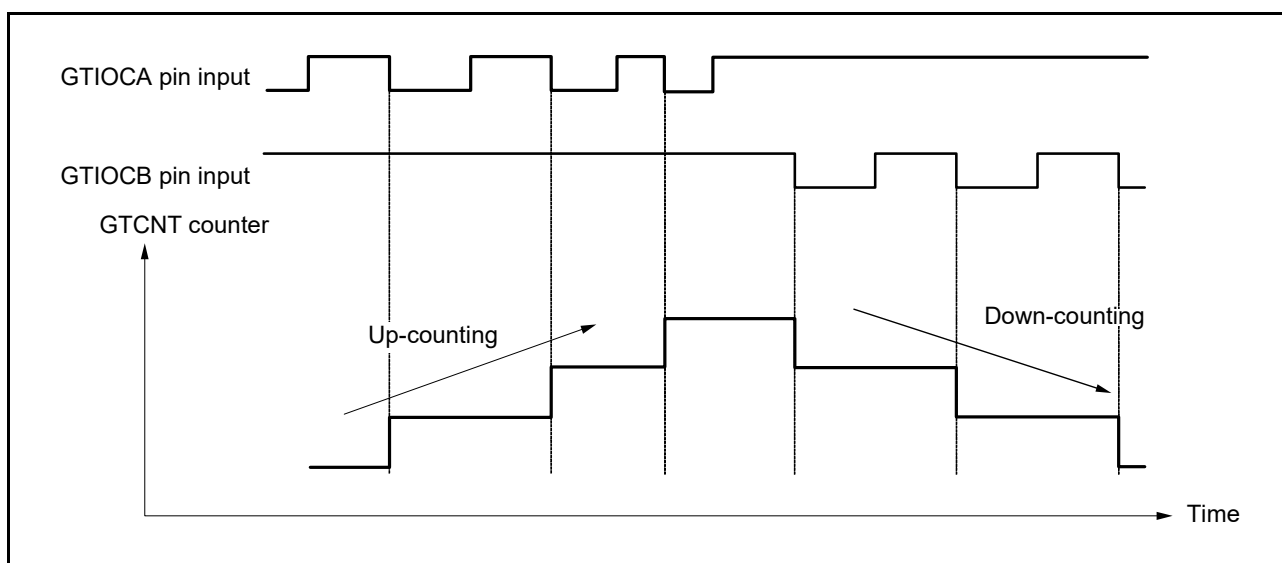 GTIOCA pin input
GTIOCB pin input
GTCNT counter
Up-counting
Down-counting
Time